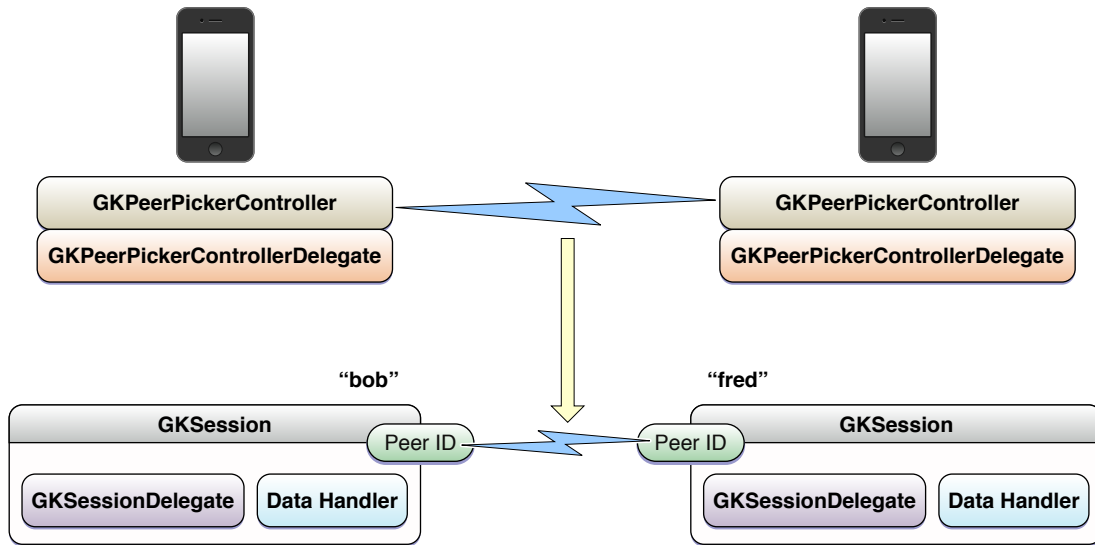 GKPeerPickerController
GKPeerPickerController
GKPeerPickerControllerDelegate
GKPeerPickerControllerDelegate
“bob”
“fred”
GKSession
GKSession
Peer ID
Peer ID
GKSessionDelegate
Data Handler
GKSessionDelegate
Data Handler